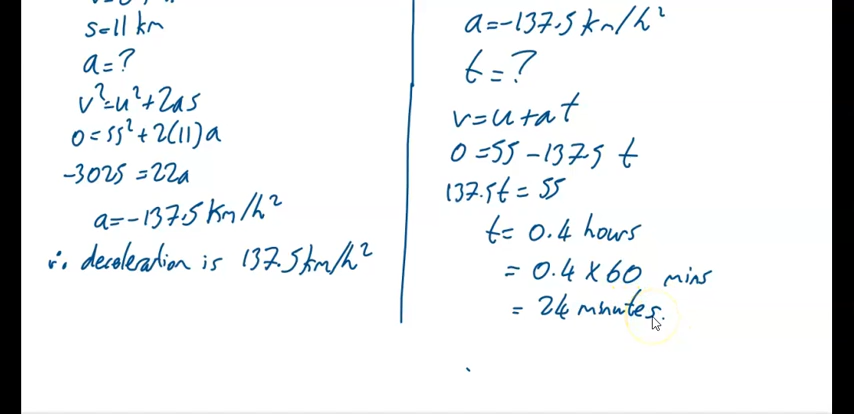 s=11 km
a=?
v²=u²+2as
0=55²+2(11)a
-3025=22a
a=-137.5 km/h²
∴ deceleration is 137.5km/h²
a=-137.5 km/h²
t=?
v=u+at
0=55-137.5 t
137.5t=55
t= 0.4 hours
= 0.4 x 60 mins
= 24 minutes.